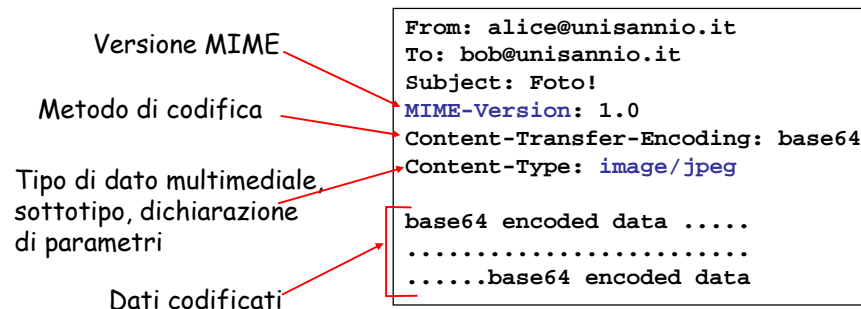 Versione MIME
Metodo di codifica
Tipo di dato multimediale,
sottotipo, dichiarazione
di parametri
Dati codificati
From: alice@unisannio.it
To: bob@unisannio.it
Subject: Foto!
MIME-Version: 1.0
Content-Transfer-Encoding: base64
Content-Type: image/jpeg
base64 encoded data .....
.........................
......base64 encoded data